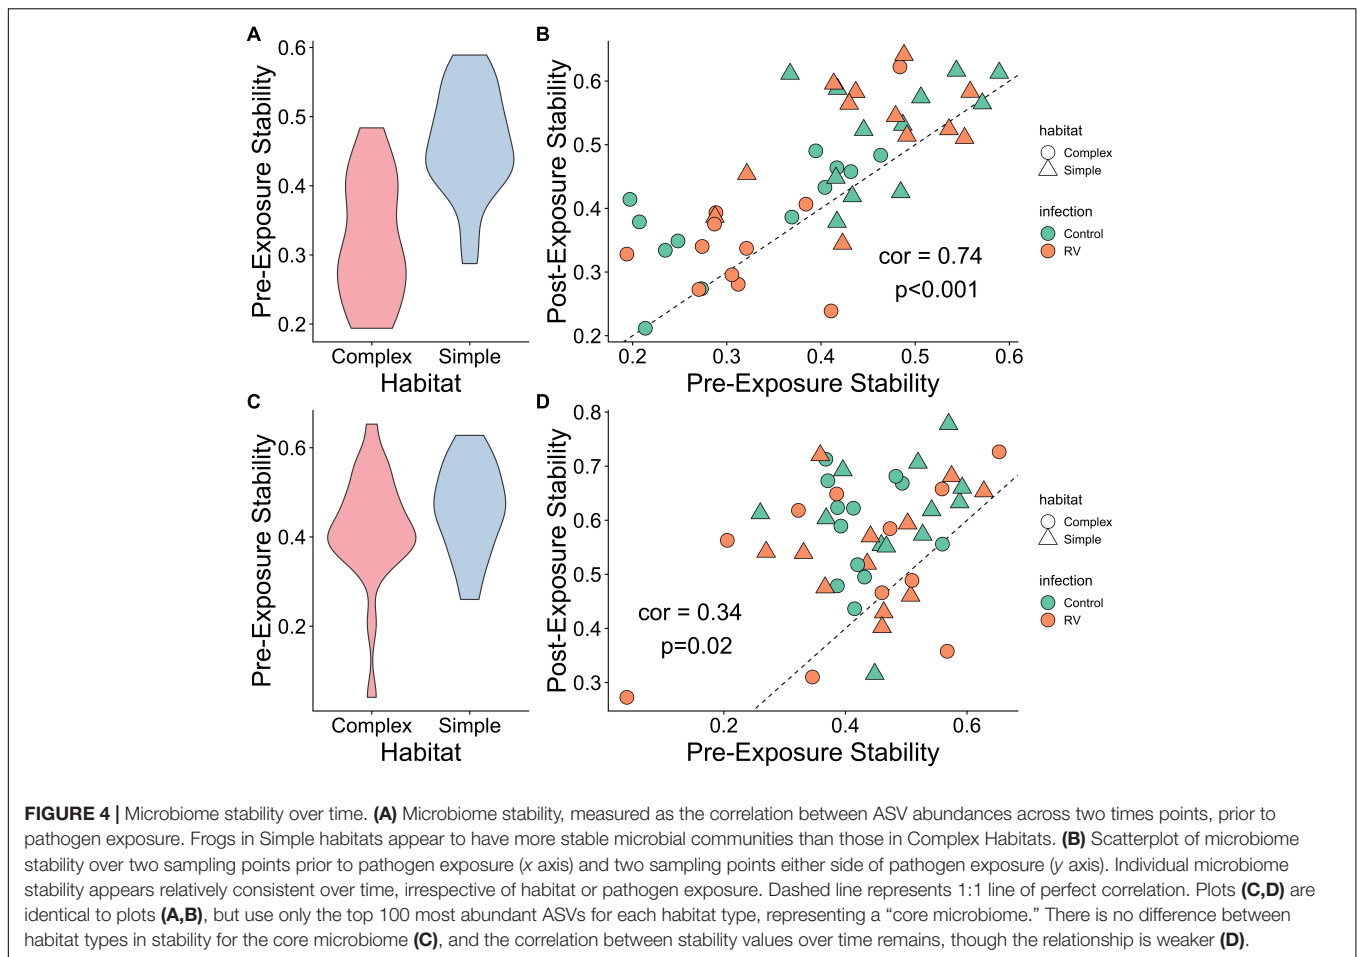 A
0.6
0.5
0.4
0.3
0.2
Pre-Exposure Stability
Complex
Simple
Habitat
B
0.6
0.5
0.4
0.3
0.2
Post-Exposure Stability
cor = 0.74
p<0.001
0.2
0.3
0.4
0.5
0.6
Pre-Exposure Stability
habitat
Complex
Simple
infection
Control
RV
C
0.6
0.4
0.2
Pre-Exposure Stability
Complex
Simple
Habitat
D
0.8
0.7
0.6
0.5
0.4
0.3
Post-Exposure Stability
cor = 0.34
p=0.02
0.2
0.4
0.6
Pre-Exposure Stability
habitat
Complex
Simple
infection
Control
RV
FIGURE 4 | Microbiome stability over time. (A) Microbiome stability, measured as the correlation between ASV abundances across two times points, prior to
pathogen exposure. Frogs in Simple habitats appear to have more stable microbial communities than those in Complex Habitats. (B) Scatterplot of microbiome
stability over two sampling points prior to pathogen exposure (x axis) and two sampling points either side of pathogen exposure (y axis). Individual microbiome
stability appears relatively consistent over time, irrespective of habitat or pathogen exposure. Dashed line represents 1:1 line of perfect correlation. Plots (C,D) are
identical to plots (A,B), but use only the top 100 most abundant ASVs for each habitat type, representing a “core microbiome.” There is no difference between
habitat types in stability for the core microbiome (C), and the correlation between stability values over time remains, though the relationship is weaker (D).